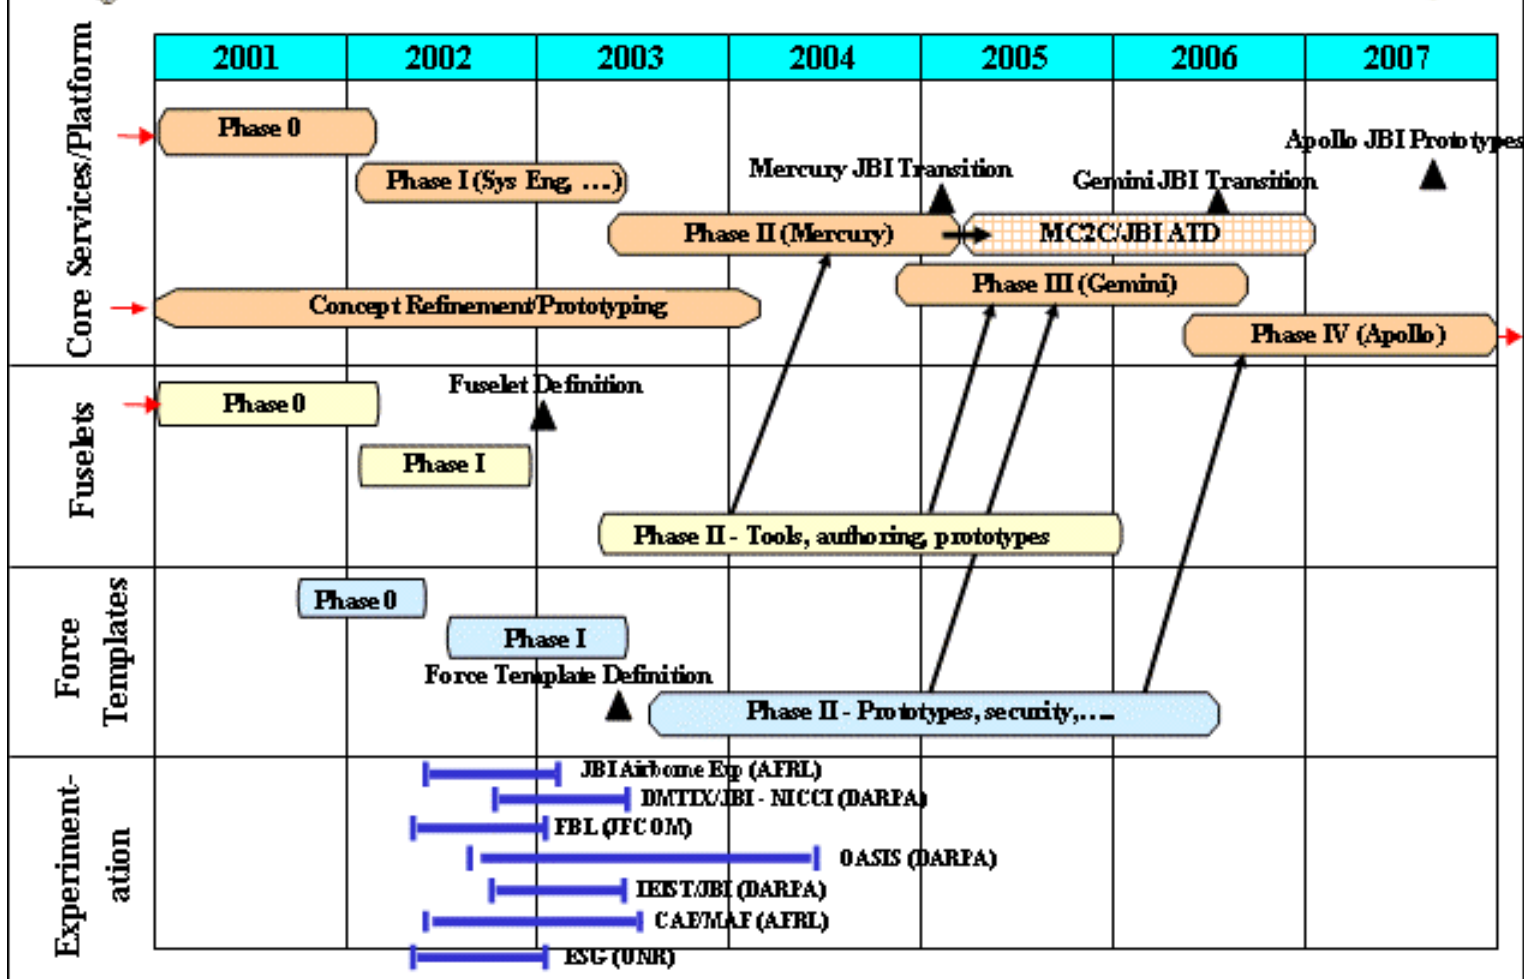 2001 2002 2003 2004 2005 2006 2007
Core Services/Platform
Phase 0
Apollo JBI Prototypes
Mercury JBI Transition
Phase I (Sys Eng, ....)
Gemini JBI Transition
Phase II (Mercury)
MC2C/JBI ATD
Phase III (Gemini)
Concept Refinement/Prototyping
Phase IV (Apollo)
Fuselets
Fuselet Definition
Phase 0
Phase I
Phase II - Tools, authoring, prototypes
Force
Templates
Phase 0
Phase I
Force Template Definition
Phase II - Prototypes, security,....
Experiment-
ation
JBI Airborne Exp (AFRL)
DMTIX/JBI - NICCI (DARPA)
FBL (JFCOM)
OASIS (DARPA)
IEIST/JBI (DARPA)
CAF/MAF (AFRL)
ESG (ONR)